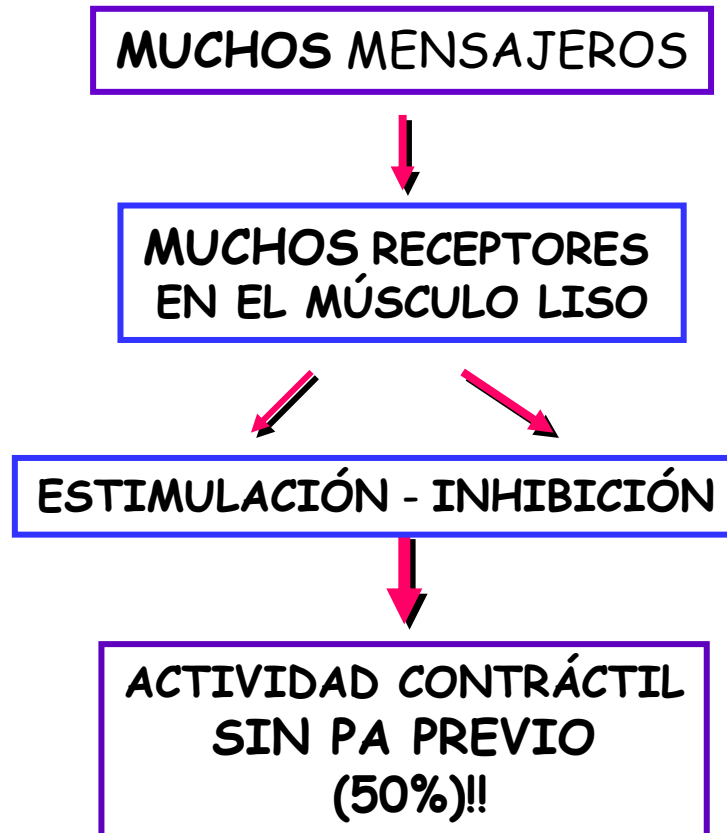 MUCHOS MENSAJEROS
MUCHOS RECEPTORES
EN EL MÚSCULO LISO
ESTIMULACIÓN - INHIBICIÓN
ACTIVIDAD CONTRÁCTIL
SIN PA PREVIO
(50%)!!